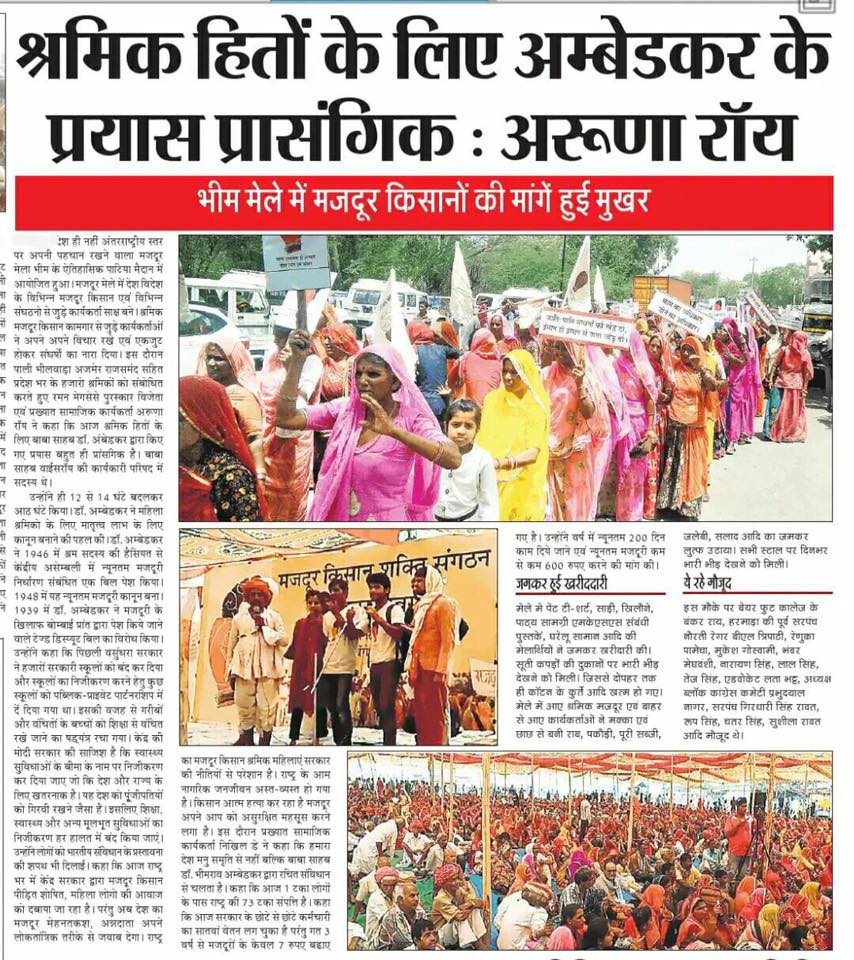 श्रमिक हितों के लिए अम्बेडकर के
प्रयास प्रासंगिक : अरूणा रॉय
भीम मेले में मजदूर किसानों की मांगें हुई मुखर
देश ही नहीं अंतरराष्ट्रीय स्तर
पर अपनी पहचान रखने वाला मजदूर
मेला भीम के ऐतिहासिक पाटिया मैदान में
आयोजित हुआ। मजदूर मेले में देश विदेश
के विभिन्न मजदूर किसान एवं विभिन्न
संगठनो से जुड़े कार्यकर्ता साक्ष बने। श्रमिक
मजदूर किसान कामगार से जुड़े कार्यकर्ताओं
ने अपने अपने विचार रखे एवं एकजुट
होकर संघर्षो का नारा दिया। इस दौरान
पाली भीलवाड़ा अजमेर राजसमंद सहित
प्रदेश भर के हजारो श्रमिकों को संबोधित
करते हुए रमन मेगसेसे पुरस्कार विजेता
एवं प्रख्यात सामाजिक कार्यकर्ता अरूणा
रॉय ने कहा कि आज श्रमिक हितों के
लिए बाबा साहब डॉ. अंबेडकर द्वारा किए
गए प्रयास बहुत ही प्रासंगिक है। बाबा
साहब वाईसरॉय की कार्यकारी परिषद में
सदस्य थे।
उन्होंने ही 12 से 14 घंटे बदलकर
आठ घंटे किया। डॉ. अम्बेडकर ने महिला
श्रमिको के लिए मातृत्व लाभ के लिए
कानून बनाने की पहल की। डॉ. अम्बेडकर
ने 1946 में श्रम सदस्य की हैसियत से
केंद्रीय असेम्बली में न्यूनतम मजदूरी
निर्धारण संबंधित एक बिल पेश किया।
1948 में यह न्यूनतम मजदूरी कानून बना।
1939 में डॉ. अम्बेडकर ने मजदूरी के
खिलाफ बोम्बाई प्रांत द्वारा पेश किये जाने
वाले टेण्ड डिस्प्युट बिल का विरोध किया।
उन्होंने कहा कि पिछली वसुंधरा सरकार
ने हजारों सरकारी स्कूलों को बंद कर दिया
और स्कूलों का निजीकरण करने हेतु कुछ
स्कूलों को पब्लिक-प्राइवेट पार्टनरशिप में
दें दिया गया था। इसकी वजह से गरीबों
और वंचितों के बच्चों को शिक्षा से वंचित
रखे जाने का षड्यंत्र रचा गया। केंद्र की
मोदी सरकार की साजिश है कि स्वास्थ्य
सुविधाओं के बीमा के नाम पर निजीकरण
कर दिया जाए जो कि देश और राज्य के
लिए खतरनाक है। यह देश को पूंजीपतियों
को गिरवी रखने जैसा है। इसलिए शिक्षा,
स्वास्थ्य और अन्य मूलभूत सुविधाओं का
निजीकरण हर हालत में बंद किया जाएं।
उन्होंने लोगों को भारतीय संविधान के प्रस्तावना
की शपथ भी दिलाई। कहा कि आज राष्ट्र
भर में केंद्र सरकार द्वारा मजदूर किसान
पीड़ित शोषित, महिला लोगो की आवाज
को दबाया जा रहा है। परंतु अब देश का
मजदूर मेहनतकश, अन्नदाता अपने
लोकतांत्रिक तरीके से जवाब देगा। राष्ट्र
मजदूर किसान शक्ति संगठन
का मजदूर किसान श्रमिक महिलाएं सरकार
की नीतियों से परेशान है। राष्ट्र के आम
नागरिक जनजीवन अस्त-व्यस्त हो गया
है। किसान आत्म हत्या कर रहा है मजदूर
अपने आप को असुरक्षित महसूस करने
लगा है। इस दौरान प्रख्यात सामाजिक
कार्यकर्ता निखिल डे ने कहा कि हमारा
देश मनु समृति से नहीं बल्कि बाबा साहब
डॉ. भीमराव अम्बेडकर द्वारा रचित संविधान
से चलता है। कहा कि आज 1 टका लोगों
के पास राष्ट्र की 73 टका संपत्ति है। कहा
कि आज सरकार के छोटे से छोटे कर्मचारी
का सातवां वेतन लग चुका है परंतु गत 3
वर्ष से मजदूरों के केवल 7 रुपए बढाए
गए है। उन्होंने वर्ष में न्यूनतम 200 दिन
काम दिये जाने एवं न्यूनतम मजदूरी कम
से कम 600 रुपए करने की मांग की।
जमकर हुई खरीददारी
मेले मे पेंट टी-शर्ट, साड़ी, खिलौने,
पाठ्य सामग्री एमकेएसएस संबंधी
पुस्तकें, घरेलू सामान आदि की
मेलार्थियों ने जमकर खरीदारी की।
सूती कपड़ों की दुकानों पर भारी भीड़
देखने को मिली। जिससे दोपहर तक
ही कॉटन के कुर्ते आदि खत्म हो गए।
मेले में आए श्रमिक मजदूर एवं बाहर
से आए कार्यकर्ताओ ने मक्का एवं
छाछ से बनी राब, पकौड़ी, पूरी सब्जी,
जलेबी, सलाद आदि का जमकर
लुत्फ उठाया। सभी स्टाल पर दिनभर
भारी भीड़ देखने को मिली।
ये रहे मौजूद
इस मौके पर बेयर फुट कालेज के
बंकर राय, हरमाड़ा की पूर्व सरपंच
नौरती रेगर बीएल त्रिपाठी, रेणुका
पामेचा, मुकेश गोस्वामी, भंवर
मेघवंशी, नारायण सिंह, लाल सिंह,
तेज सिंह, एडवोकेट लता भट्ट, अध्यक्ष
ब्लॉक कांग्रेस कमेटी प्रभुदयाल
नागर, सरपंच गिरधारी सिंह रावत,
रूप सिंह, चतर सिंह, सुशीला रावत
आदि मौजूद थे।